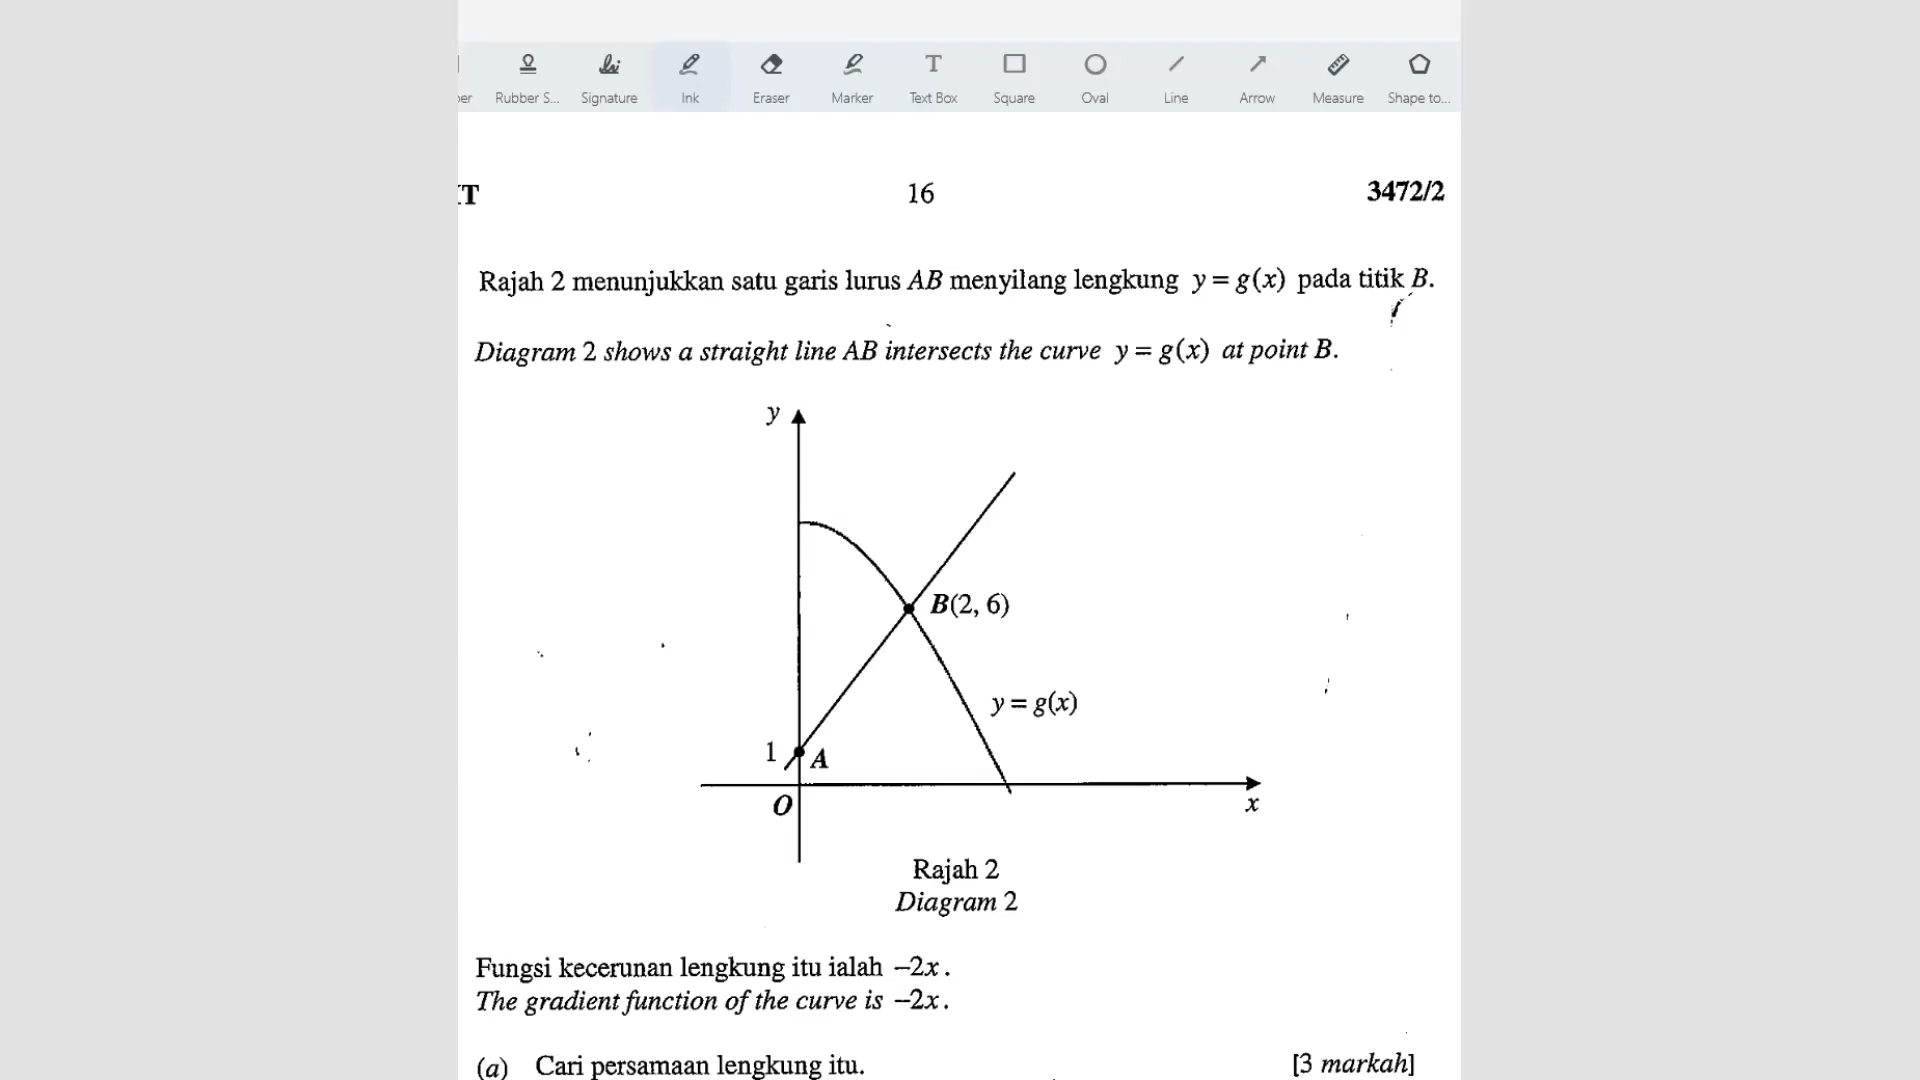 Rubber S...
Signature
Ink
Eraser
Marker
Text Box
Square
Oval
Line
Arrow
Measure
Shape to...
16
3472/2
Rajah 2 menunjukkan satu garis lurus AB menyilang lengkung y = g(x) pada titik B.
Diagram 2 shows a straight line AB intersects the curve y = g(x) at point B.
y
B(2, 6)
y = g(x)
1
A
O
x
Rajah 2
Diagram 2
Fungsi kecerunan lengkung itu ialah –2x.
The gradient function of the curve is –2x.
(a) Cari persamaan lengkung itu. [3 markah]